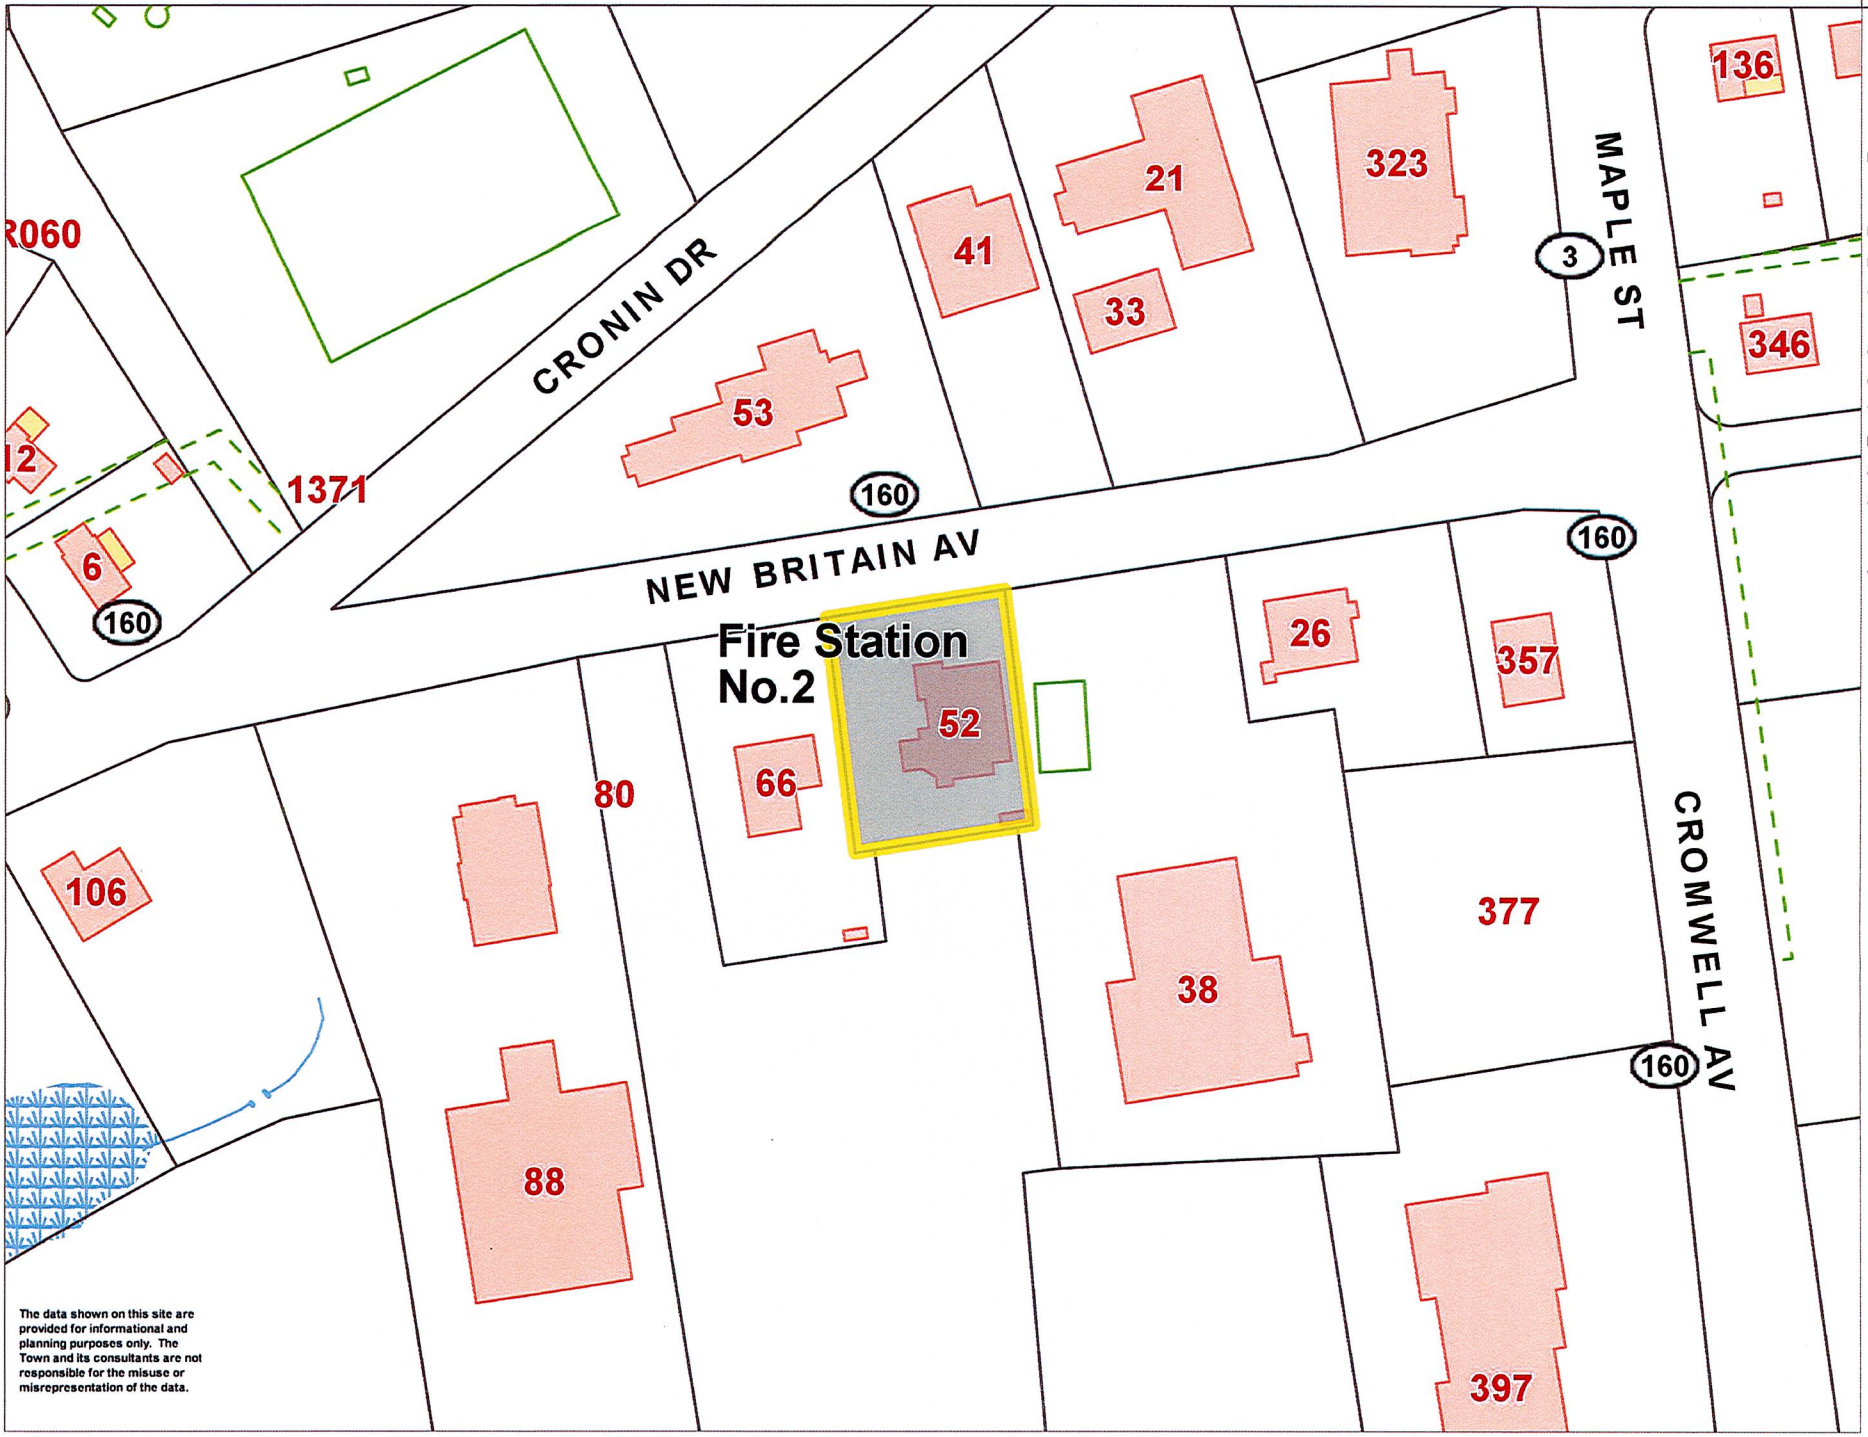 136
MAPLE ST
323
21
R060
41
3
CRONIN DR
33
346
53
12
1371
160
NEW BRITAIN AV
160
6
160
Fire Station
No.2
26
357
52
66
80
106
CROMWELL AV
377
38
160
88
397
The data shown on this site are
provided for informational and
planning purposes only. The
Town and its consultants are not
responsible for the misuse or
misrepresentation of the data.